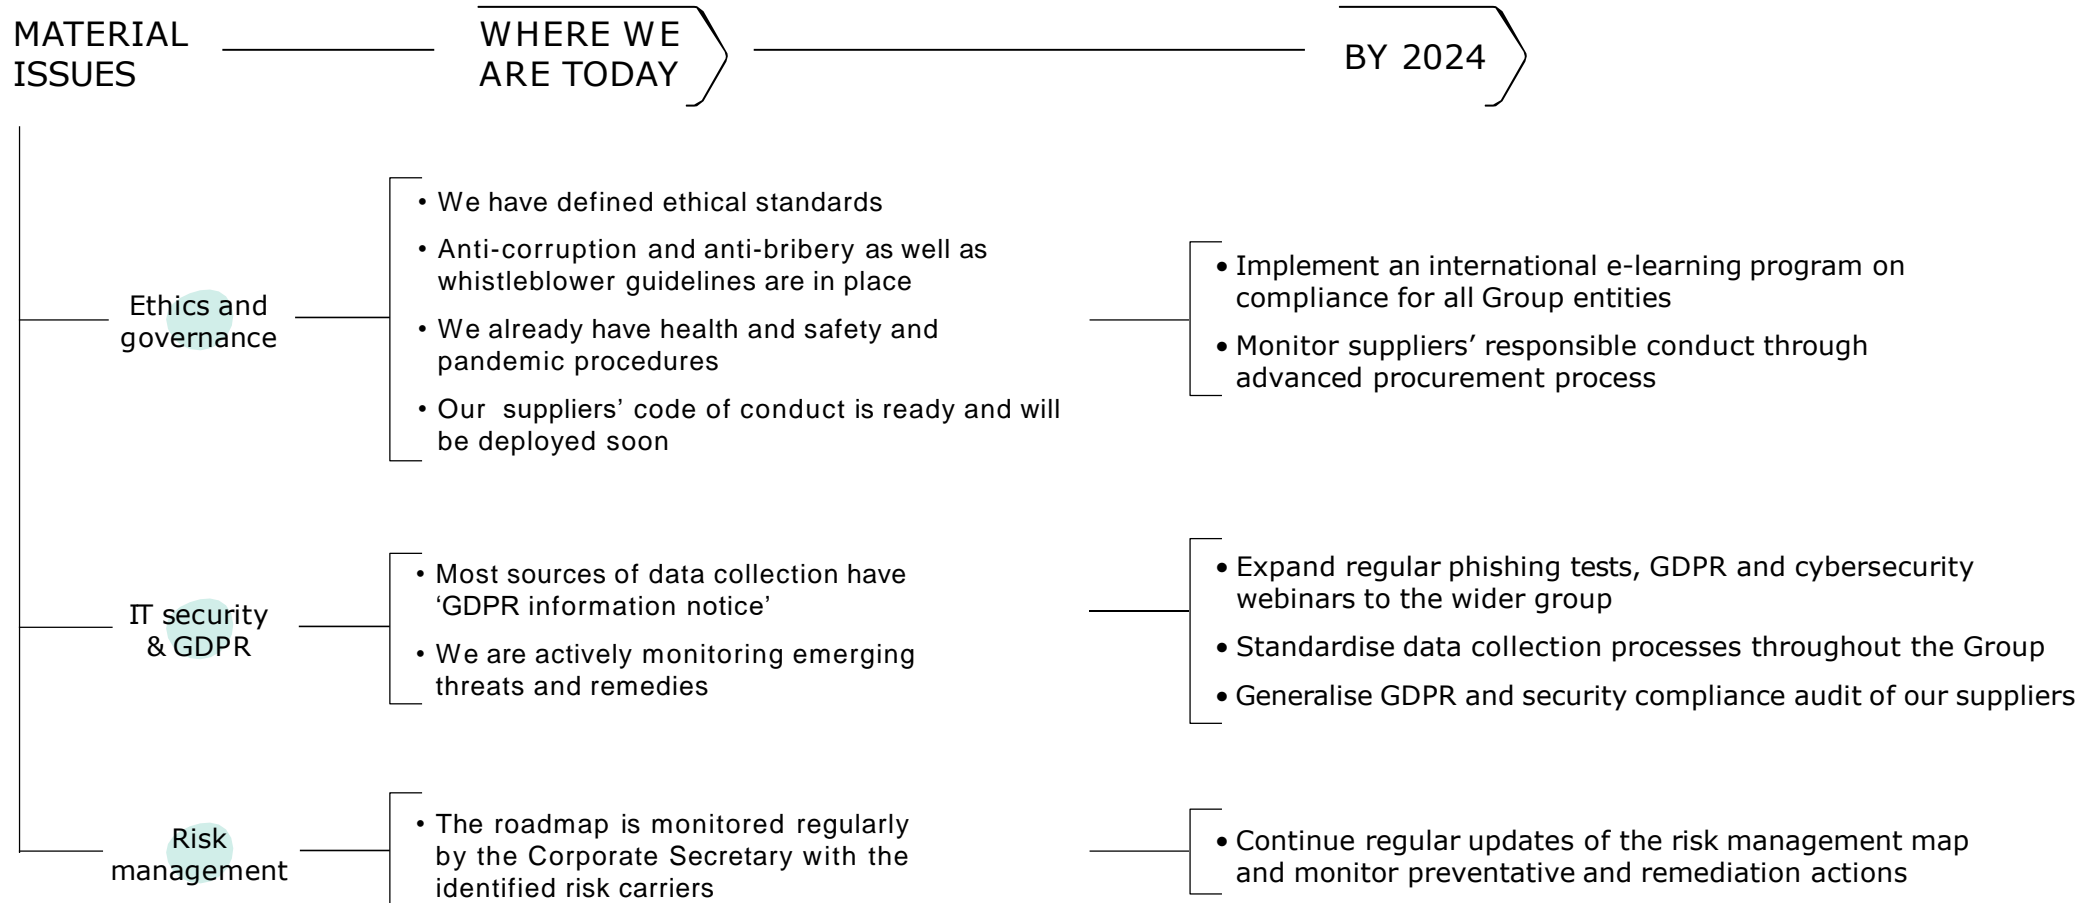 MATERIAL
ISSUES
WHERE WE
ARE TODAY
BY 2024
Ethics and
governance
• We have defined ethical standards
• Anti-corruption and anti-bribery as well as
whistleblower guidelines are in place
• We already have health and safety and
pandemic procedures
• Our suppliers’ code of conduct is ready and will
be deployed soon
• Implement an international e-learning program on
compliance for all Group entities
• Monitor suppliers’ responsible conduct through
advanced procurement process
IT security
& GDPR
• Most sources of data collection have
‘GDPR information notice’
• We are actively monitoring emerging
threats and remedies
• Expand regular phishing tests, GDPR and cybersecurity
webinars to the wider group
• Standardise data collection processes throughout the Group
• Generalise GDPR and security compliance audit of our suppliers
Risk
management
• The roadmap is monitored regularly
by the Corporate Secretary with the
identified risk carriers
• Continue regular updates of the risk management map
and monitor preventative and remediation actions